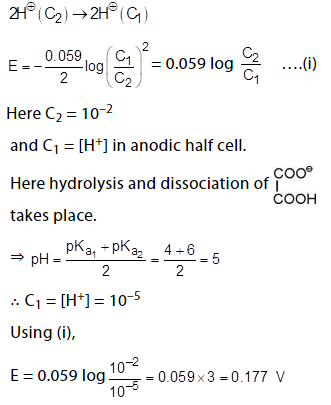 2H⊖(C₂)→2H⊖(C₁)
E = −0.059/2 log(C₁/C₂)² = 0.059 log C₂/C₁ ....(i)
Here C₂ = 10⁻²
and C₁ = [H⁺] in anodic half cell.
Here hydrolysis and dissociation of COO⊖ | COOH
takes place.
⇒ pH = (pKₐ₁ + pKₐ₂)/2 = (4 + 6)/2 = 5
∴ C₁ = [H⁺] = 10⁻⁵
Using (i),
E = 0.059 log 10⁻²/10⁻⁵ = 0.059 × 3 = 0.177 V